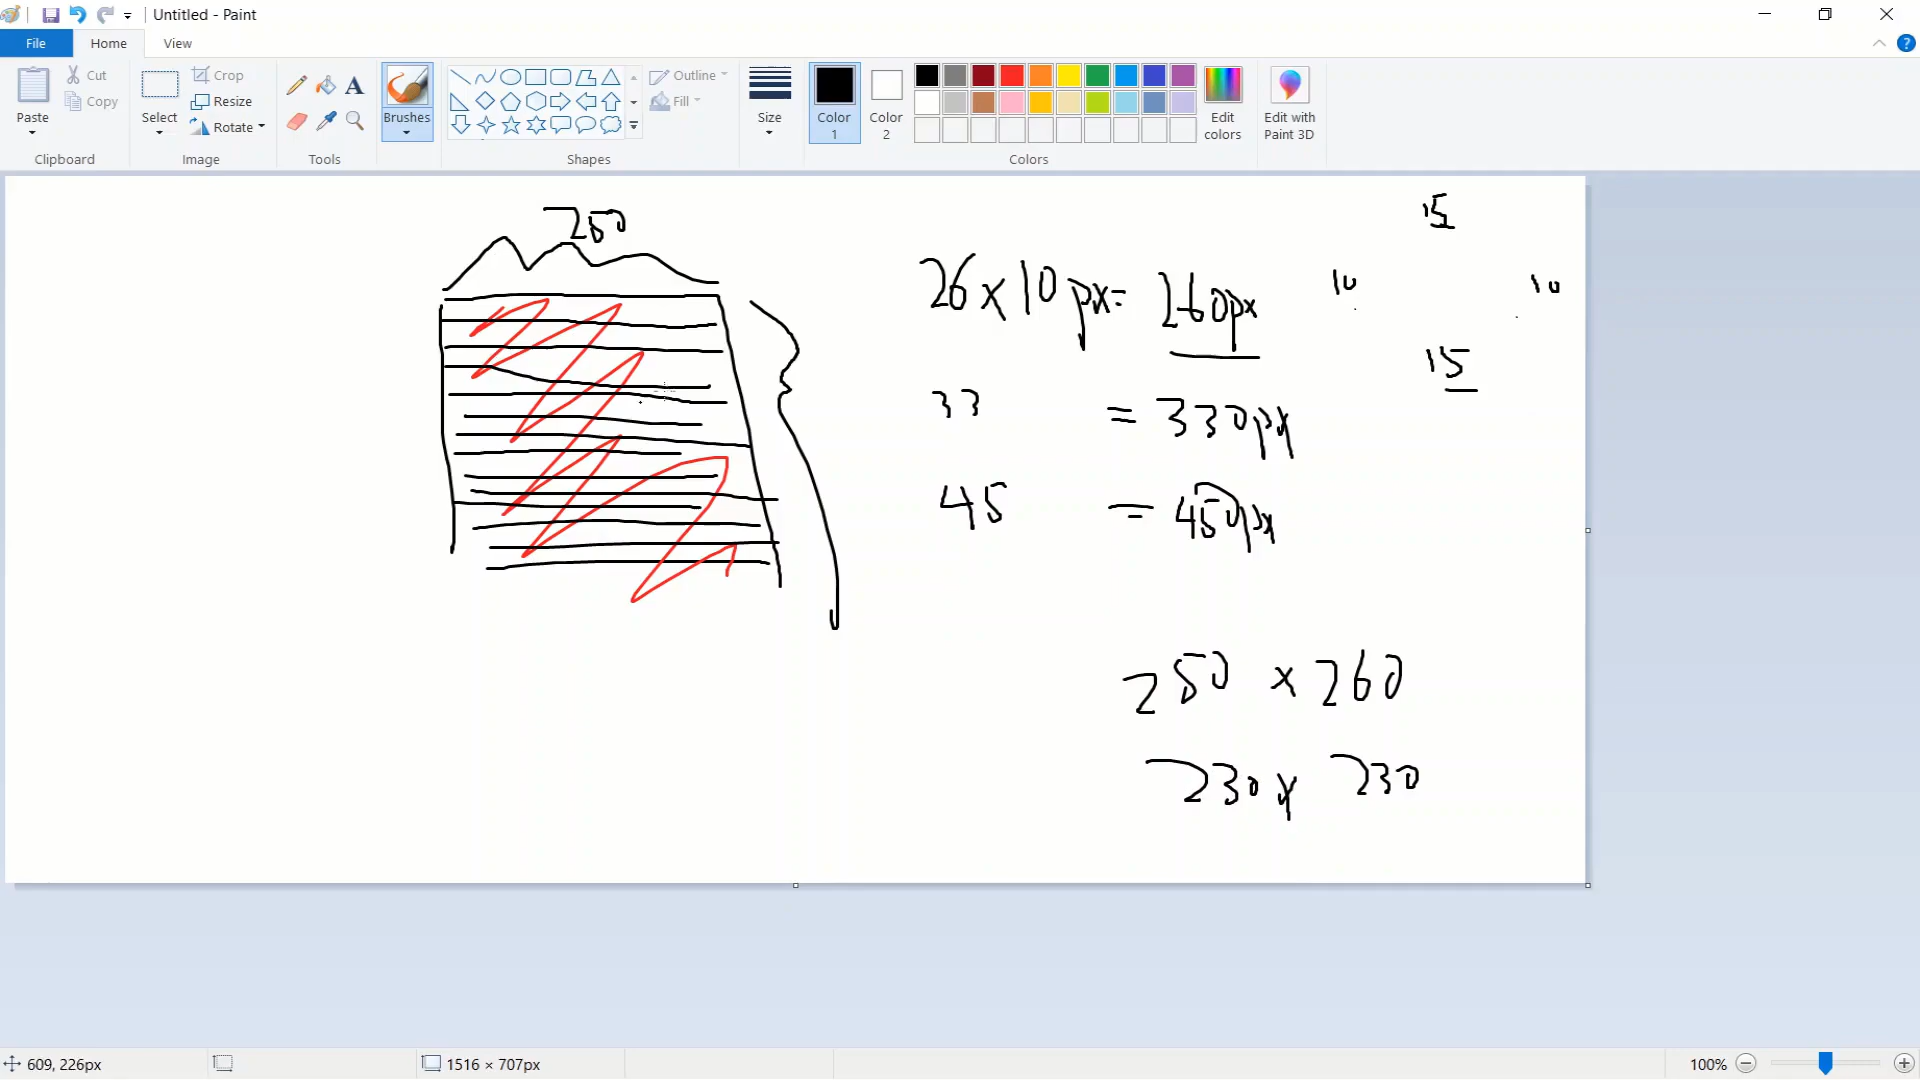 Untitled - Paint
File
Home
View
Paste
Cut
Copy
Clipboard
Select
Crop
Resize
Rotate
Image
Tools
Brushes
Outline
Fill
Shapes
Size
Color 1
Color 2
Edit colors
Edit with Paint 3D
Colors
250
26 x 10 px = 260px
33 = 330px
45 = 450px
15
10 10
15
250 x 260
230 x 230
609, 226px
1516 × 707px
100%